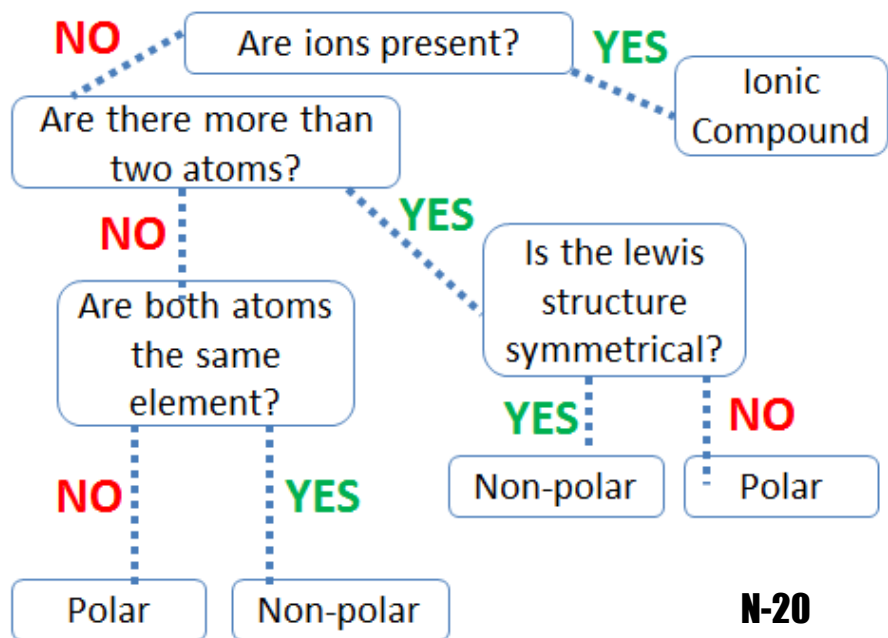 NO
Are ions present?
YES
Ionic
Compound
Are there more than
two atoms?
NO
YES
Is the lewis
structure
symmetrical?
Are both atoms
the same
element?
YES
NO
Non-polar
Polar
NO
YES
Polar
Non-polar
N-20